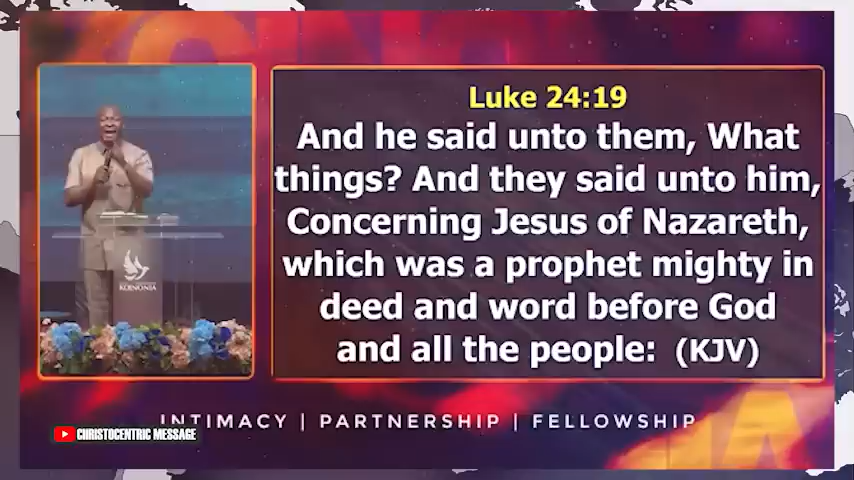 Luke 24:19
And he said unto them, What
things? And they said unto him,
Concerning Jesus of Nazareth,
which was a prophet mighty in
deed and word before God
and all the people: (KJV)
KOINONIA
INTIMACY | PARTNERSHIP | FELLOWSHIP
CHRISTOCENTRIC MESSAGE